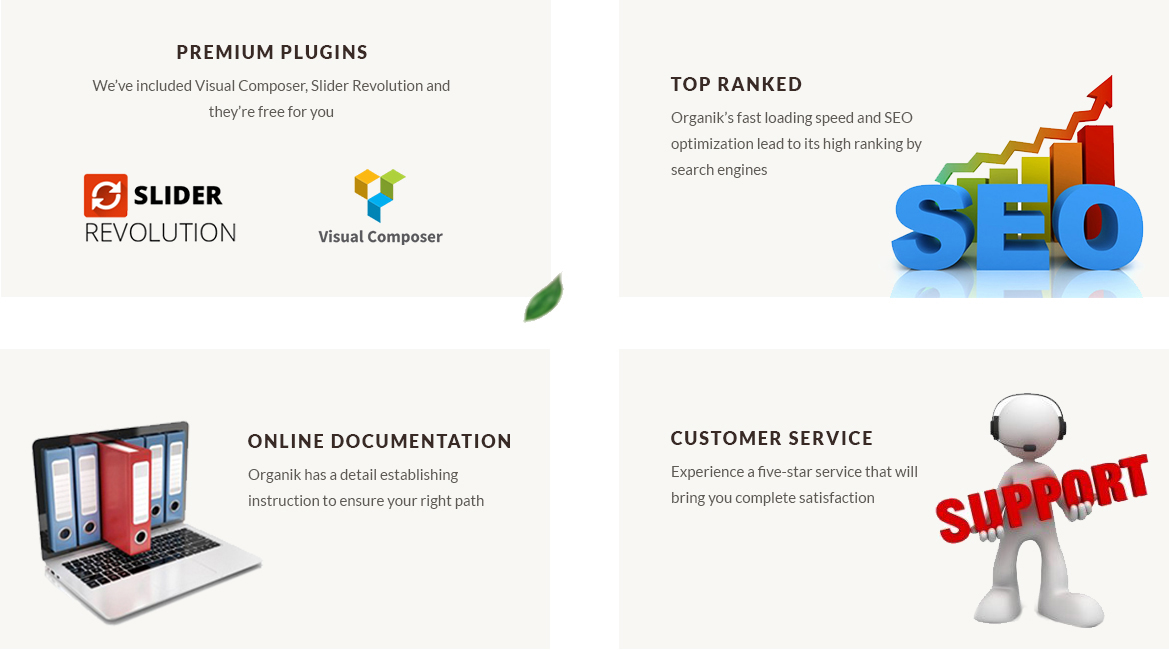 PREMIUM PLUGINS
We've included Visual Composer, Slider Revolution and
they're free for you
SLIDER
REVOLUTION
Visual Composer
TOP RANKED
Organik's fast loading speed and SEO
optimization lead to its high ranking by
search engines
SEO
ONLINE DOCUMENTATION
Organik has a detail establishing
instruction to ensure your right path
CUSTOMER SERVICE
Experience a five-star service that will
bring you complete satisfaction
SUPPORT